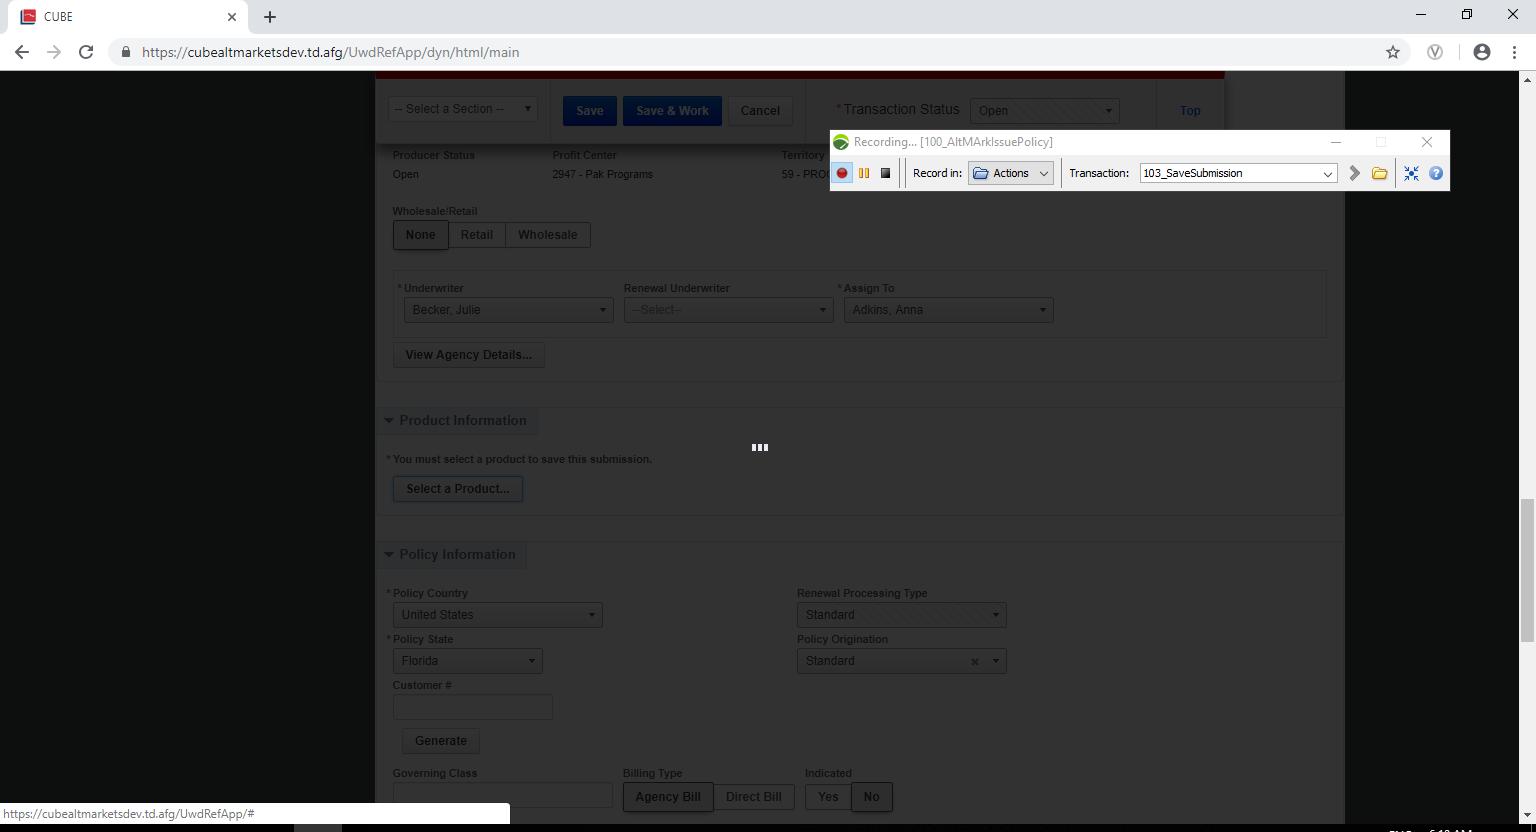 CUBE
https://cubealtmarketsdev.td.afg/UwdRefApp/dyn/html/main
-- Select a Section --
Save
Save & Work
Cancel
* Transaction Status
Open
Top
Recording... [100_AltMArkIssuePolicy]
Record in:
Actions
Transaction:
103_SaveSubmission
Producer Status
Profit Center
Territory
Open
2947 - Pak Programs
59 - PRO
Wholesale/Retail
None
Retail
Wholesale
* Underwriter
Renewal Underwriter
* Assign To
Becker, Julie
--Select--
Adkins, Anna
View Agency Details...
Product Information
* You must select a product to save this submission.
Select a Product...
Policy Information
* Policy Country
Renewal Processing Type
United States
Standard
* Policy State
Policy Origination
Florida
Standard
Customer #
Generate
Governing Class
Billing Type
Indicated
Agency Bill
Direct Bill
Yes
No
https://cubealtmarketsdev.td.afg/UwdRefApp/#